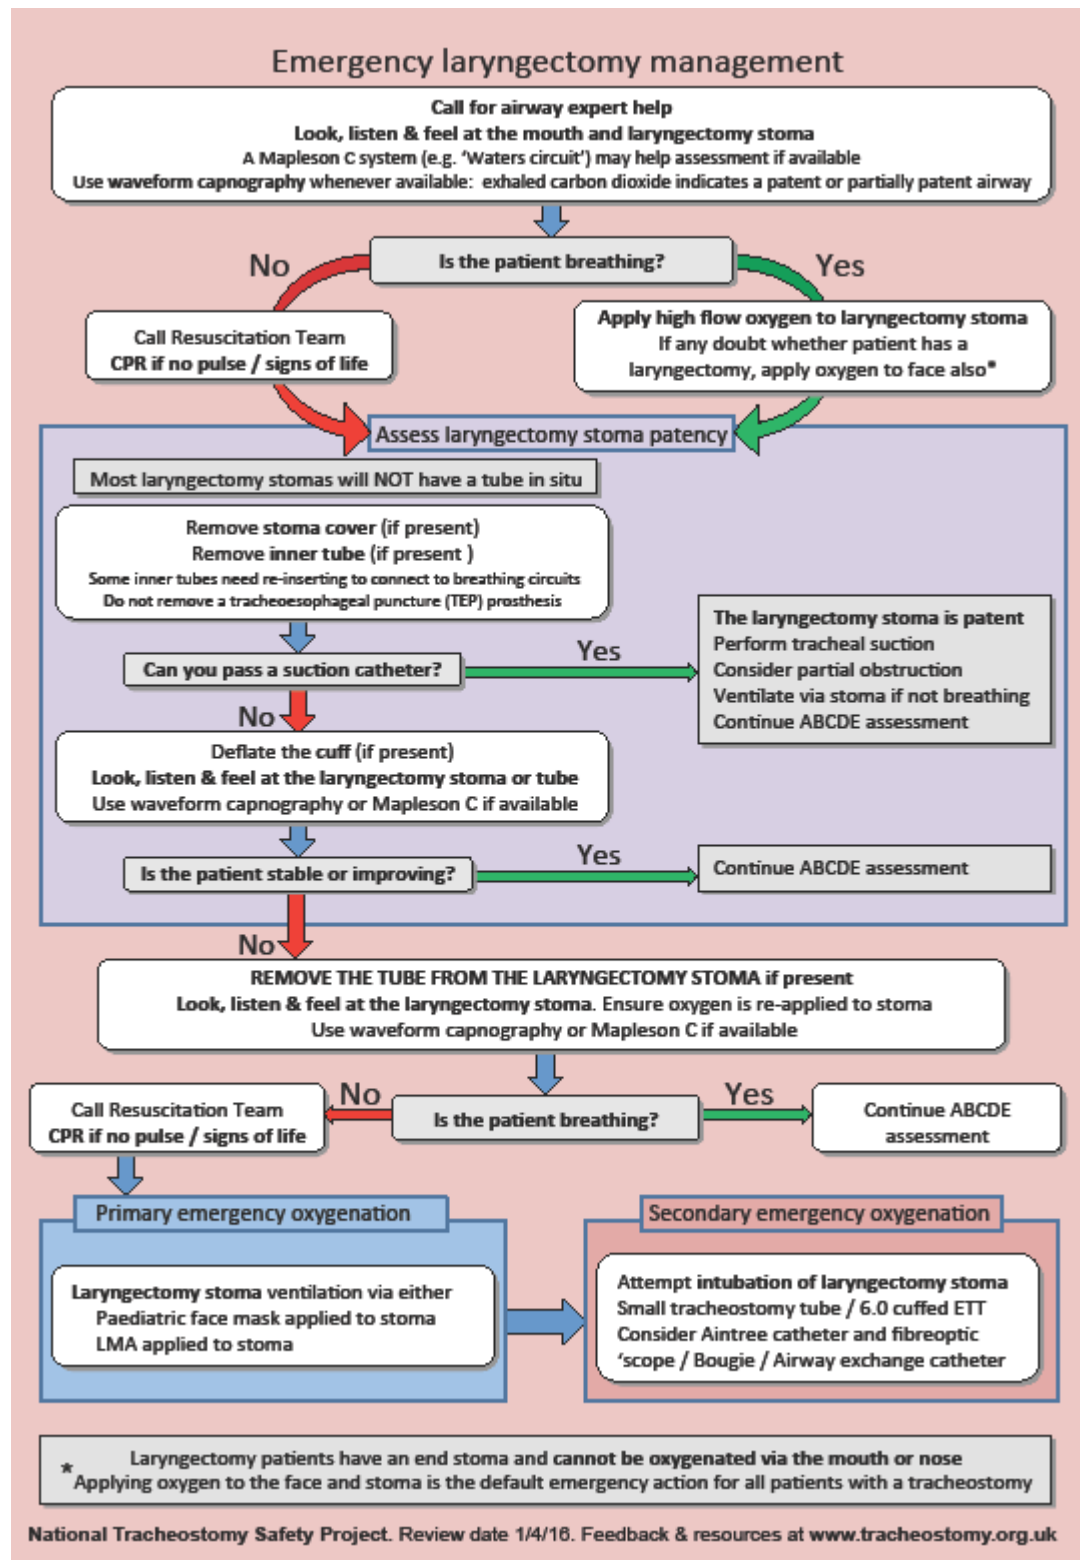 Emergency laryngectomy management
Call for airway expert help
Look, listen & feel at the mouth and laryngectomy stoma
A Mapleson C system (e.g. ‘Waters circuit’) may help assessment if available
Use waveform capnography whenever available: exhaled carbon dioxide indicates a patent or partially patent airway
Is the patient breathing?
No
Yes
Call Resuscitation Team
CPR if no pulse / signs of life
Apply high flow oxygen to laryngectomy stoma
If any doubt whether patient has a
laryngectomy, apply oxygen to face also*
Assess laryngectomy stoma patency
Most laryngectomy stomas will NOT have a tube in situ
Remove stoma cover (if present)
Remove inner tube (if present )
Some inner tubes need re-inserting to connect to breathing circuits
Do not remove a tracheoesophageal puncture (TEP) prosthesis
Can you pass a suction catheter?
Yes
The laryngectomy stoma is patent
Perform tracheal suction
Consider partial obstruction
Ventilate via stoma if not breathing
Continue ABCDE assessment
No
Deflate the cuff (if present)
Look, listen & feel at the laryngectomy stoma or tube
Use waveform capnography or Mapleson C if available
Is the patient stable or improving?
Yes
Continue ABCDE assessment
No
REMOVE THE TUBE FROM THE LARYNGECTOMY STOMA if present
Look, listen & feel at the laryngectomy stoma. Ensure oxygen is re-applied to stoma
Use waveform capnography or Mapleson C if available
Is the patient breathing?
No
Yes
Call Resuscitation Team
CPR if no pulse / signs of life
Continue ABCDE
assessment
Primary emergency oxygenation
Laryngectomy stoma ventilation via either
Paediatric face mask applied to stoma
LMA applied to stoma
Secondary emergency oxygenation
Attempt intubation of laryngectomy stoma
Small tracheostomy tube / 6.0 cuffed ETT
Consider Aintree catheter and fibreoptic
‘scope / Bougie / Airway exchange catheter
Laryngectomy patients have an end stoma and cannot be oxygenated via the mouth or nose
*Applying oxygen to the face and stoma is the default emergency action for all patients with a tracheostomy
National Tracheostomy Safety Project. Review date 1/4/16. Feedback & resources at www.tracheostomy.org.uk